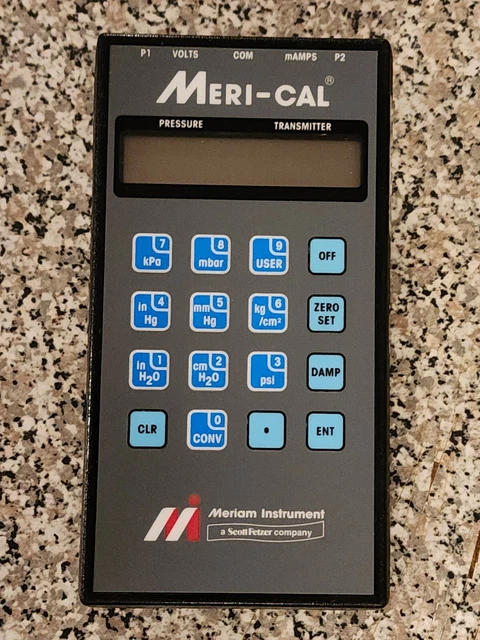 P1 VOLTS COM mAMPS P2
MERI-CAL®
PRESSURE TRANSMITTER
7 8 9
kPa mbar USER OFF
4 5 6
in Hg mm Hg kg/cm² ZERO SET
1 2 3
in H₂O cm H₂O psi DAMP
0
CLR CONV • ENT
Meriam Instrument
a Scott Fetzer company